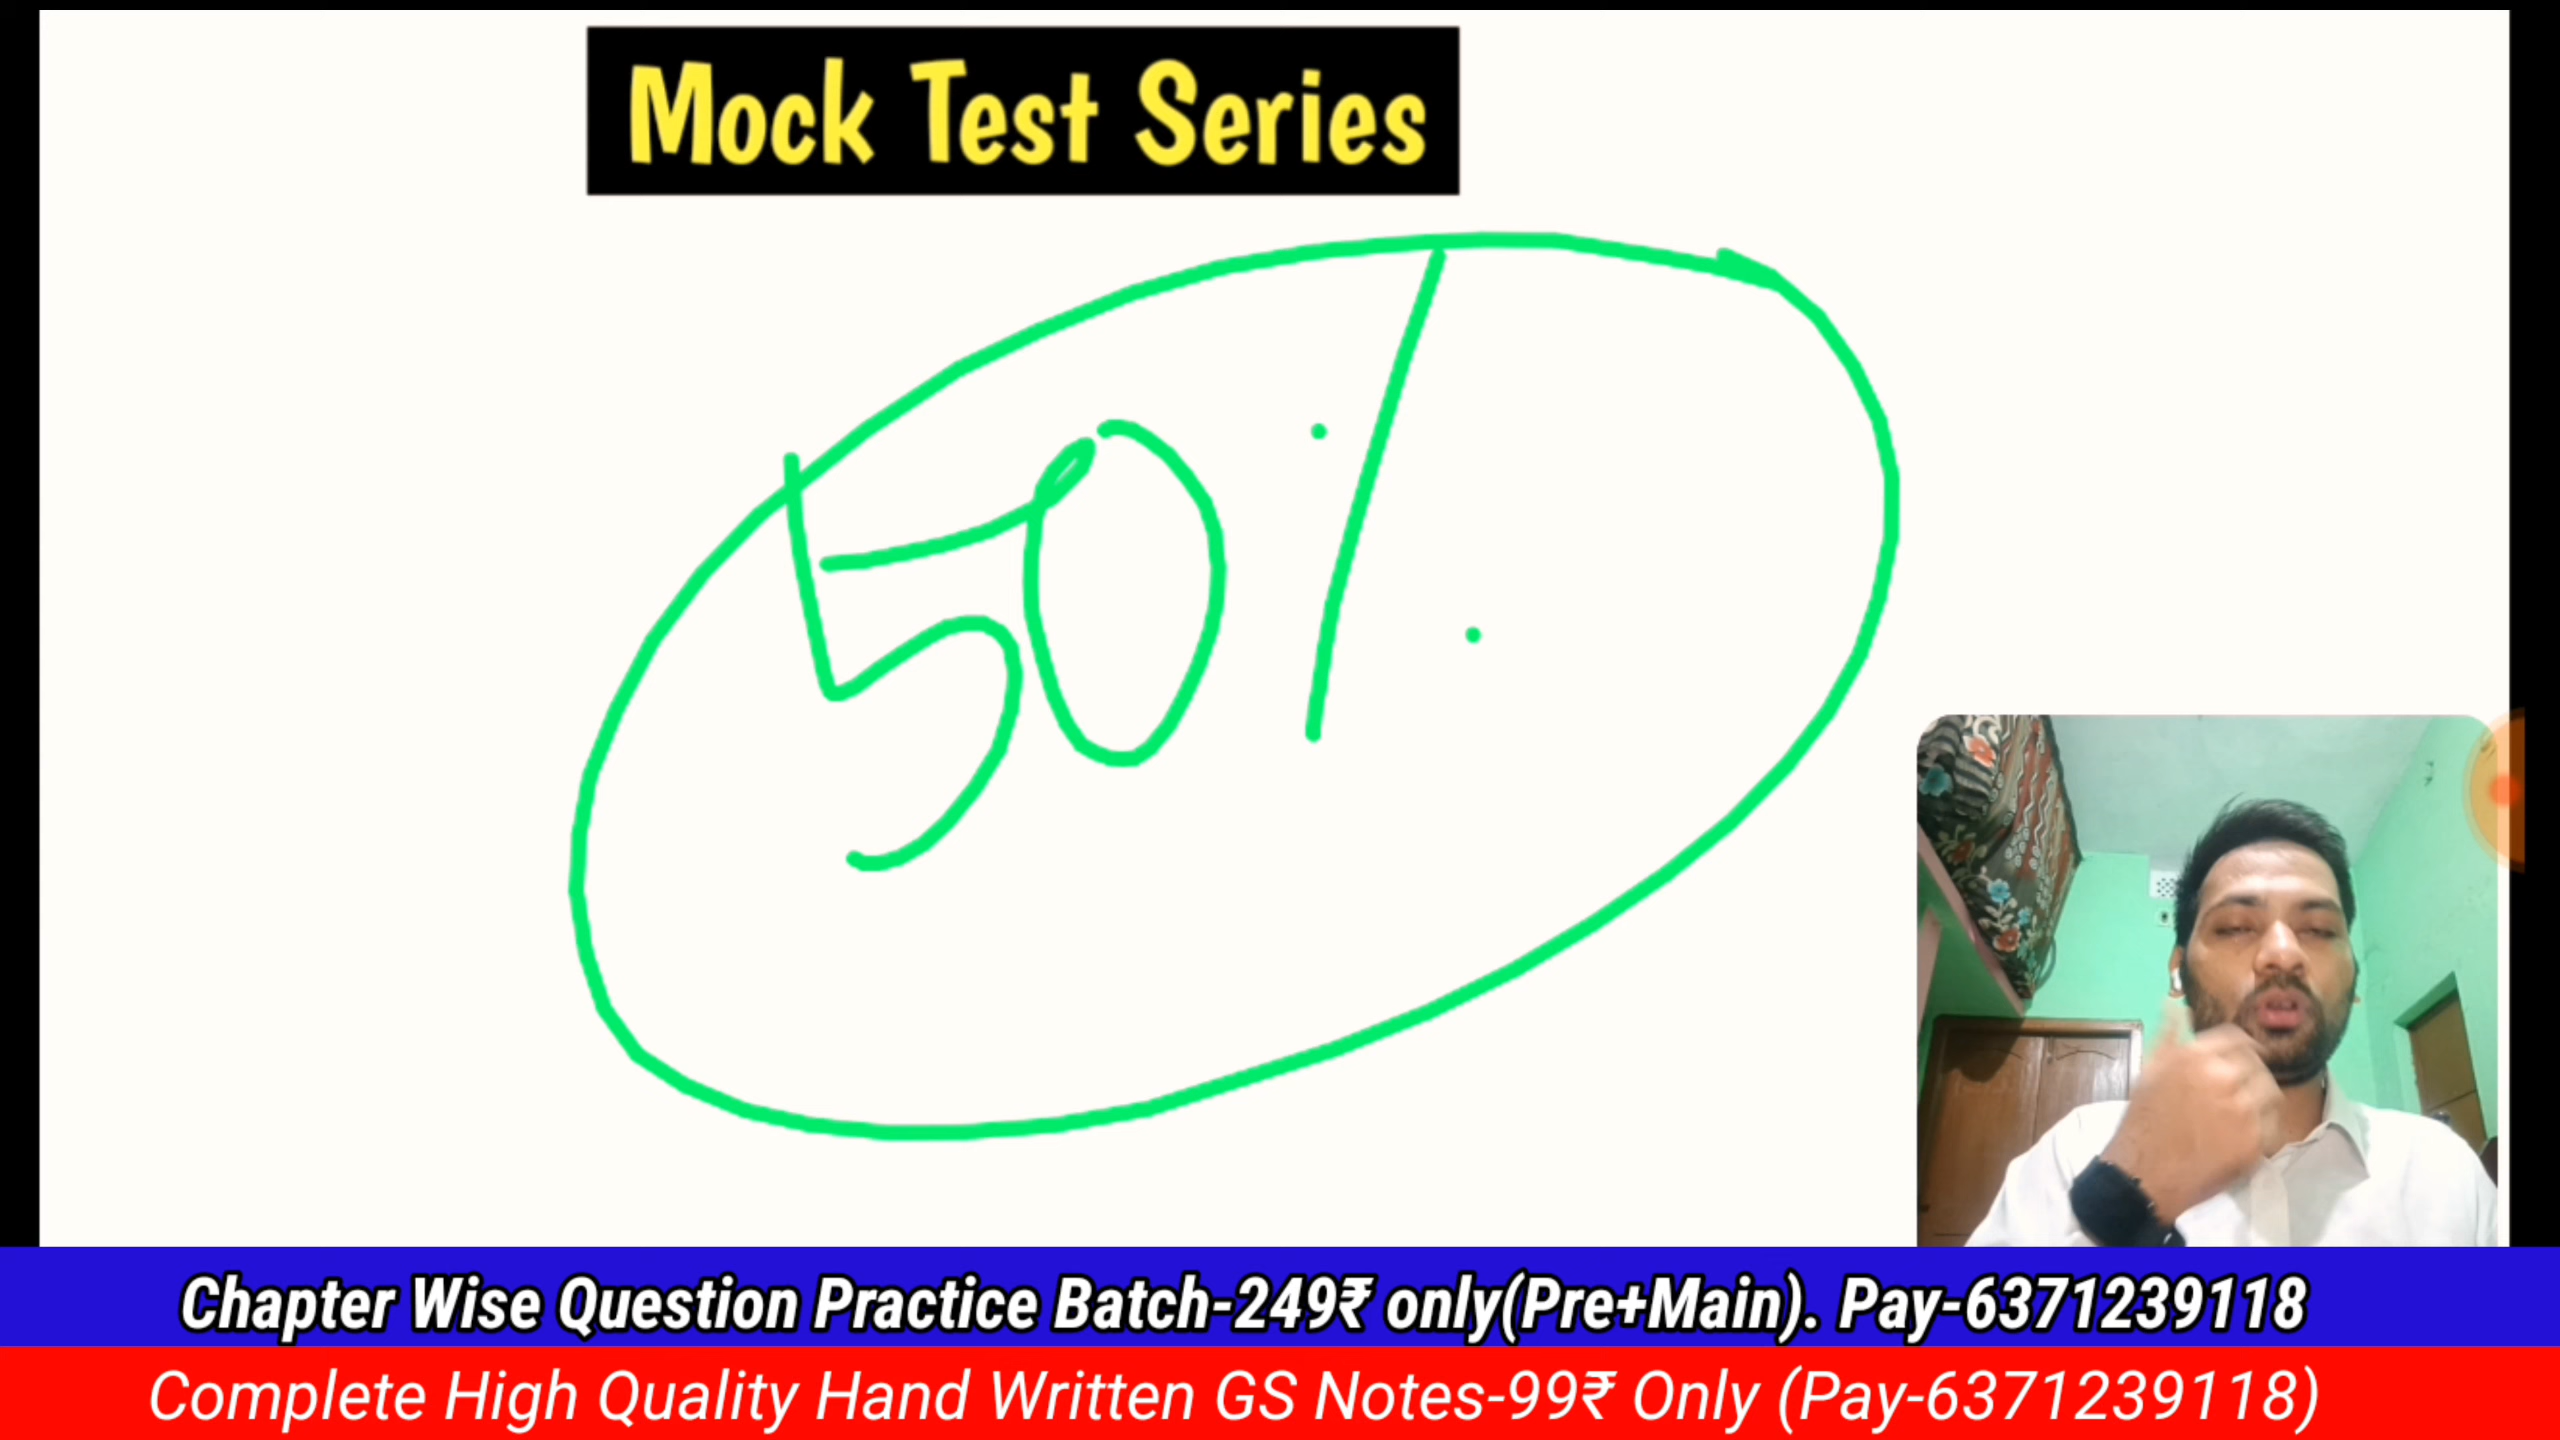 Mock Test Series
50%
Chapter Wise Question Practice Batch-249₹ only(Pre+Main). Pay-6371239118
Complete High Quality Hand Written GS Notes-99₹ Only (Pay-6371239118)